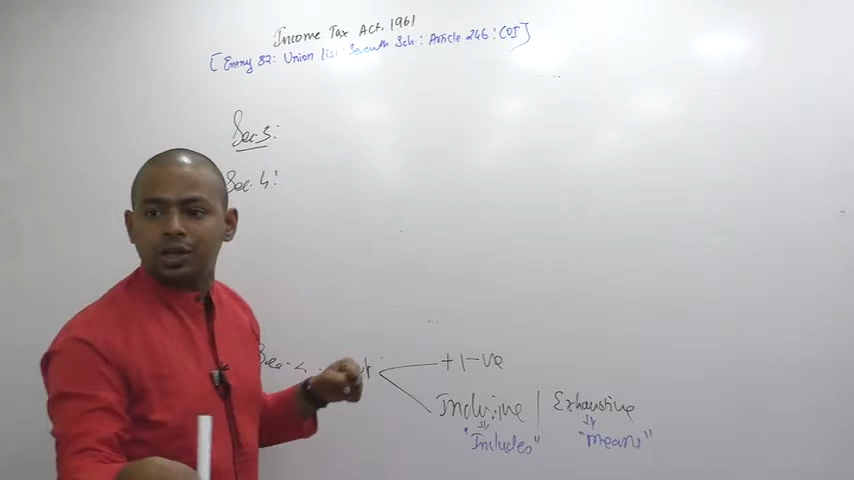 Income Tax Act, 1961
[Entry 82: Union List: Seventh Sch: Article 246: COI]
Sec-3:
Sec-4:
+1-ve
Inclusive | Exhaustive
"Includes" "means"